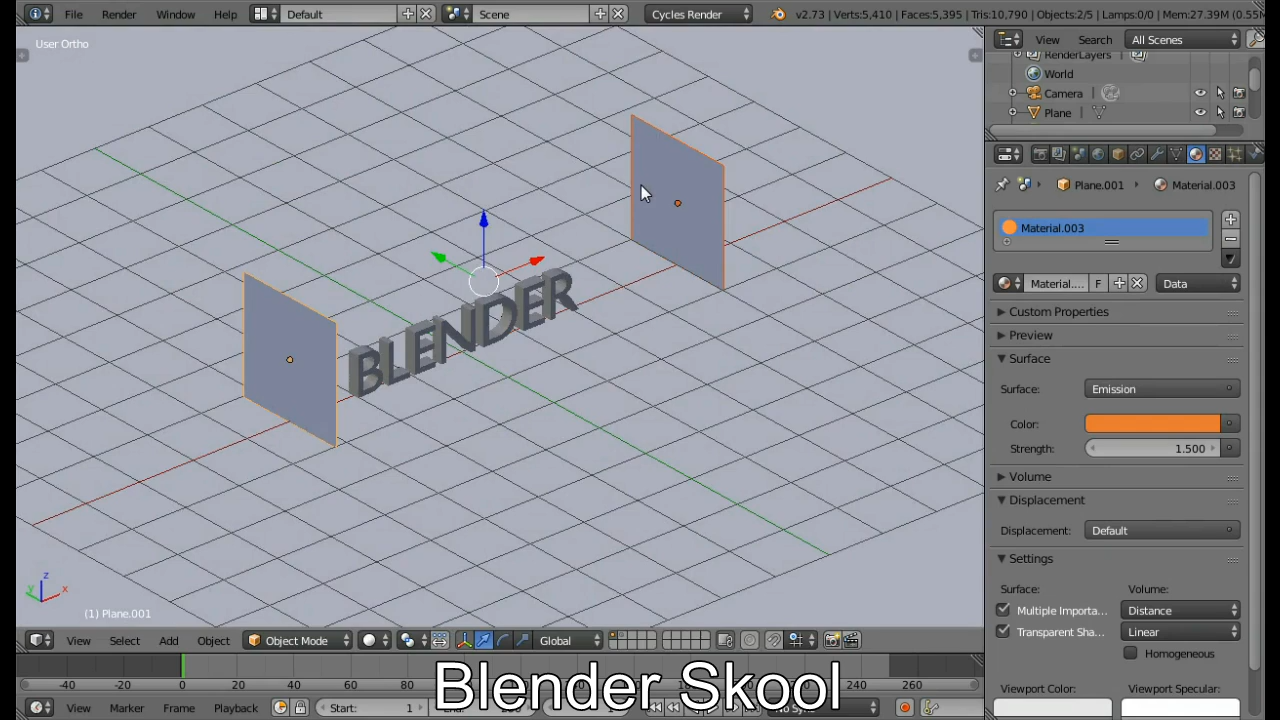 File Render Window Help Default Scene Cycles Render v2.73 | Verts:5,410 | Faces:5,395 | Tris:10,790 | Objects:2/5 | Lamps:0/0 | Mem:27.39M (0.55M
User Ortho
View Search All Scenes
RenderLayers
World
Camera
Plane
Plane.001 Material.003
Material.003
Material.... F Data
Custom Properties
Preview
Surface
Surface: Emission
Color:
Strength: 1.500
Volume
Displacement
Displacement: Default
Settings
Surface: Volume:
Multiple Importa... Distance
Transparent Sha... Linear
Homogeneous
Viewport Color: Viewport Specular:
BLENDER
z
y x
(1) Plane.001
View Select Add Object Object Mode Global
-40 -20 0 20 40 60 80 240 260
Blender Skool
View Marker Frame Playback Start: 1